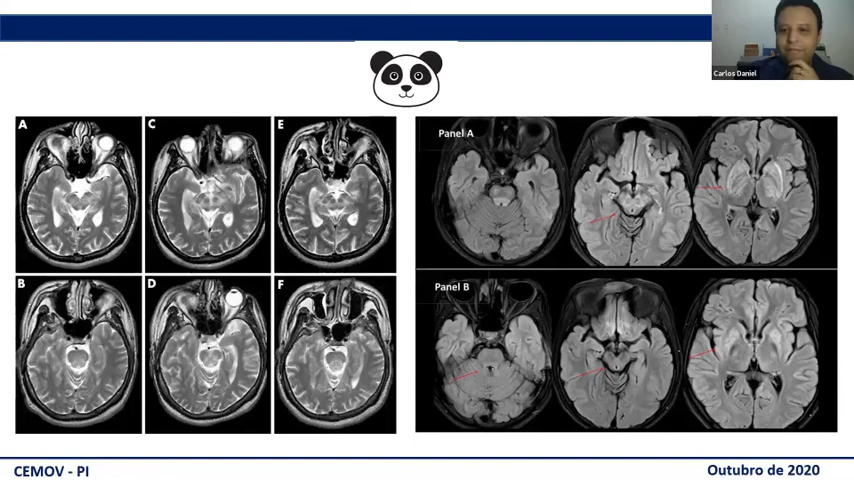 Carlos Daniel
A
C
E
B
D
F
Panel A
Panel B
CEMOV - PI
Outubro de 2020